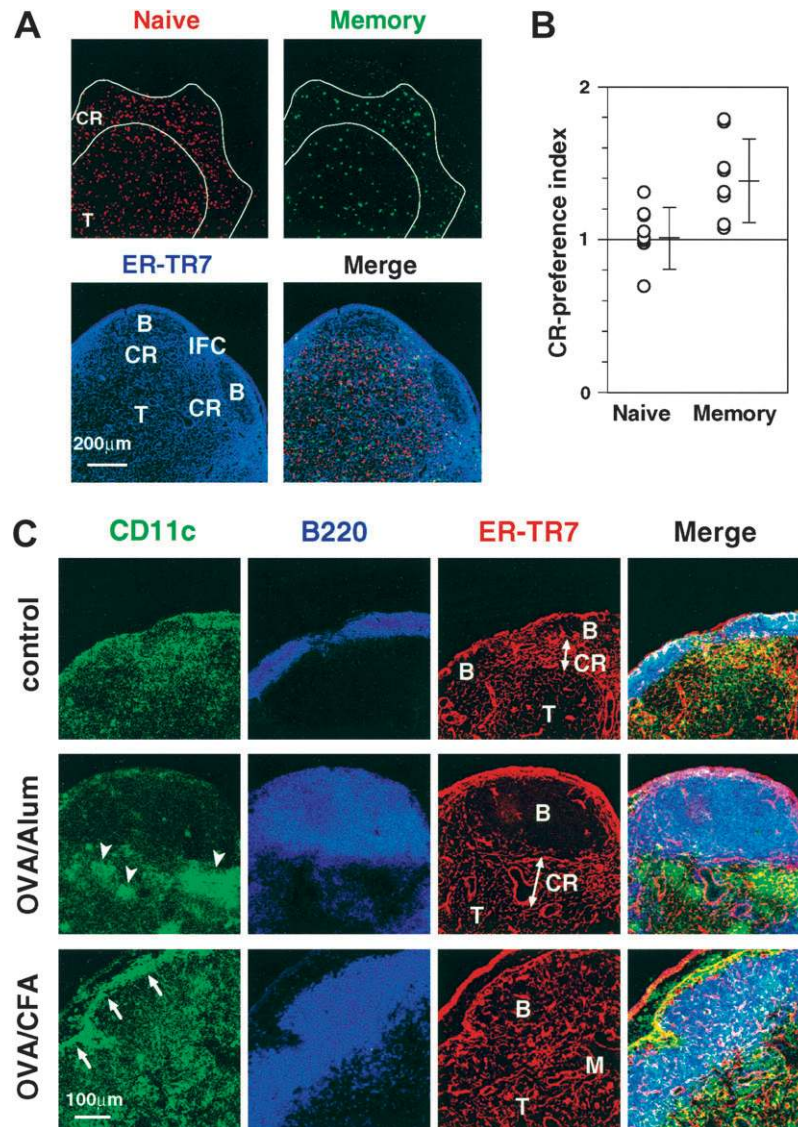 A
Naive
Memory
CR
T
ER-TR7
Merge
B
CR
IFC
B
T
CR
200μm
B
CR-preference index
2
1
0
Naive
Memory
C
CD11c
B220
ER-TR7
Merge
control
B
B
CR
T
OVA/Alum
B
CR
T
OVA/CFA
B
M
T
100μm